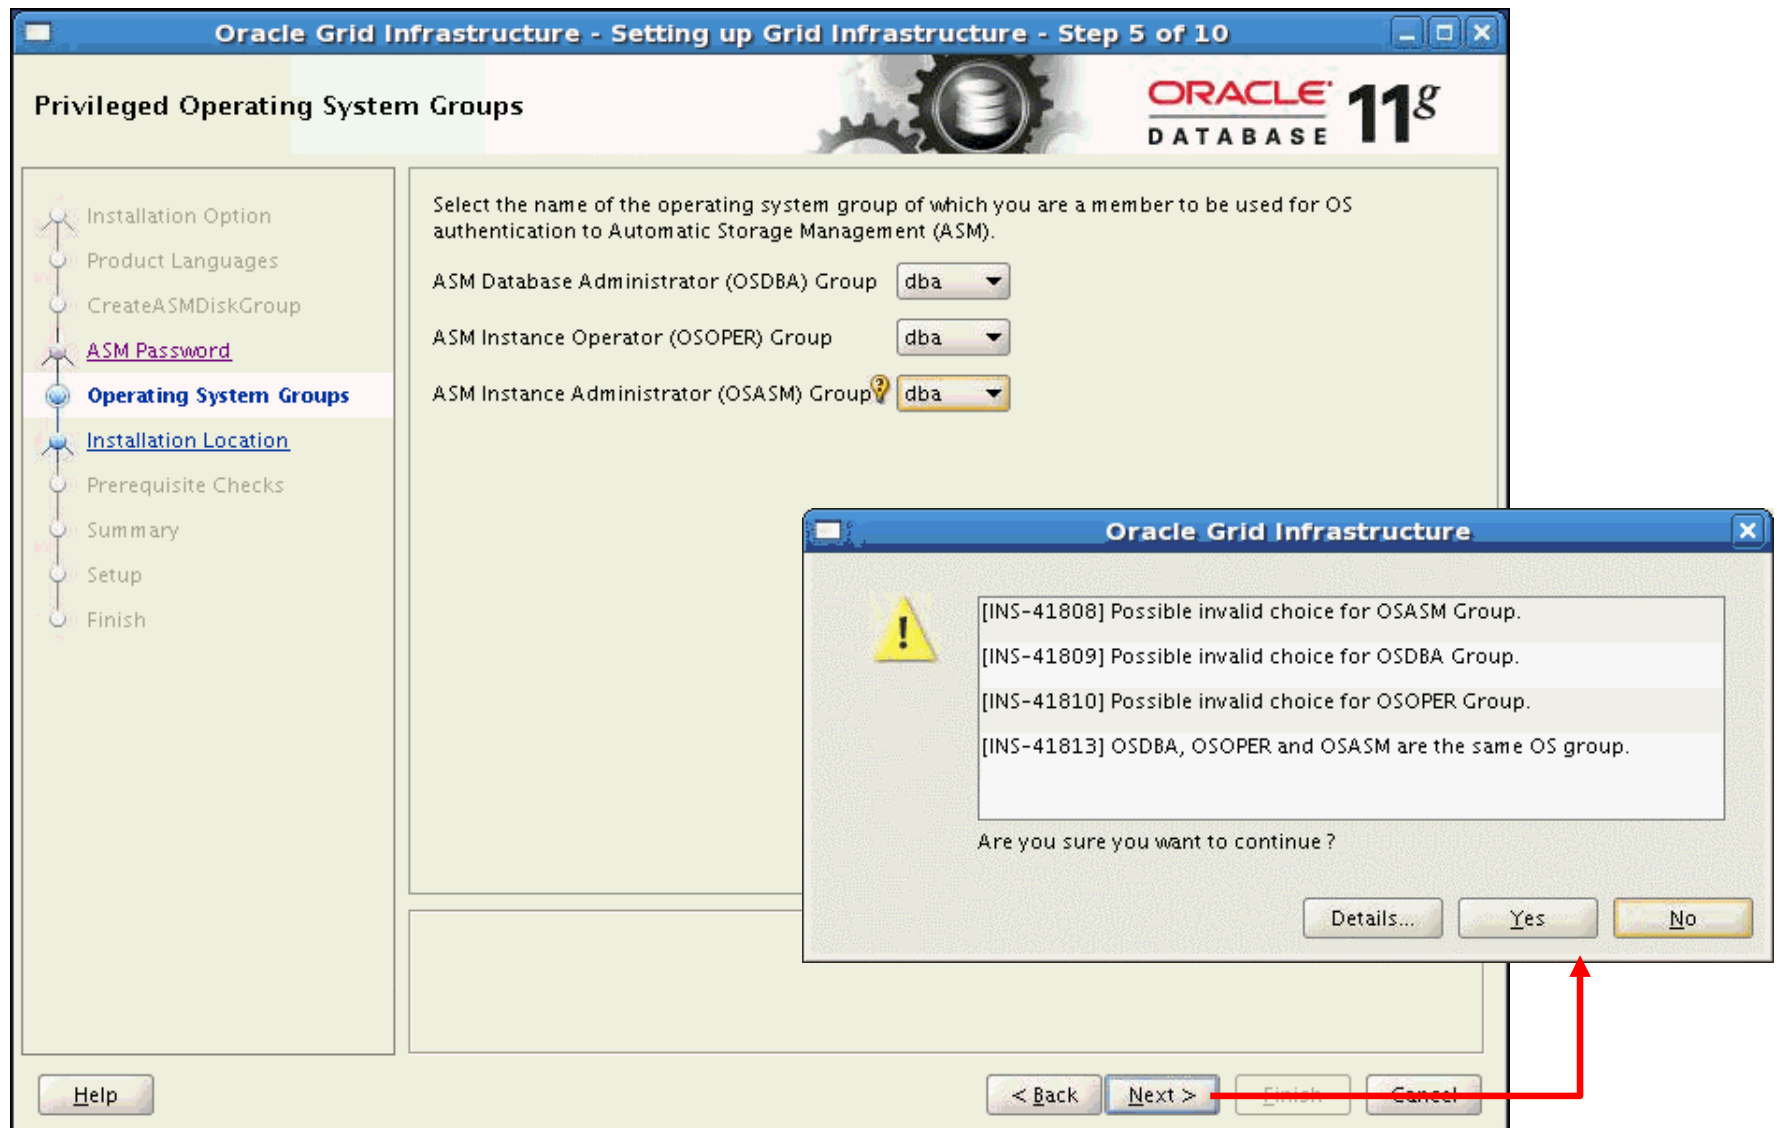 Oracle Grid Infrastructure - Setting up Grid Infrastructure - Step 5 of 10
Privileged Operating System Groups
ORACLE
DATABASE
11g
Installation Option
Product Languages
CreateASMDiskGroup
ASM Password
Operating System Groups
Installation Location
Prerequisite Checks
Summary
Setup
Finish
Select the name of the operating system group of which you are a member to be used for OS
authentication to Automatic Storage Management (ASM).
ASM Database Administrator (OSDBA) Group dba
ASM Instance Operator (OSOPER) Group dba
ASM Instance Administrator (OSASM) Group dba
Oracle Grid Infrastructure
[INS-41808] Possible invalid choice for OSASM Group.
[INS-41809] Possible invalid choice for OSDBA Group.
[INS-41810] Possible invalid choice for OSOPER Group.
[INS-41813] OSDBA, OSOPER and OSASM are the same OS group.
Are you sure you want to continue?
Details... Yes No
Help < Back Next > Finish Cancel